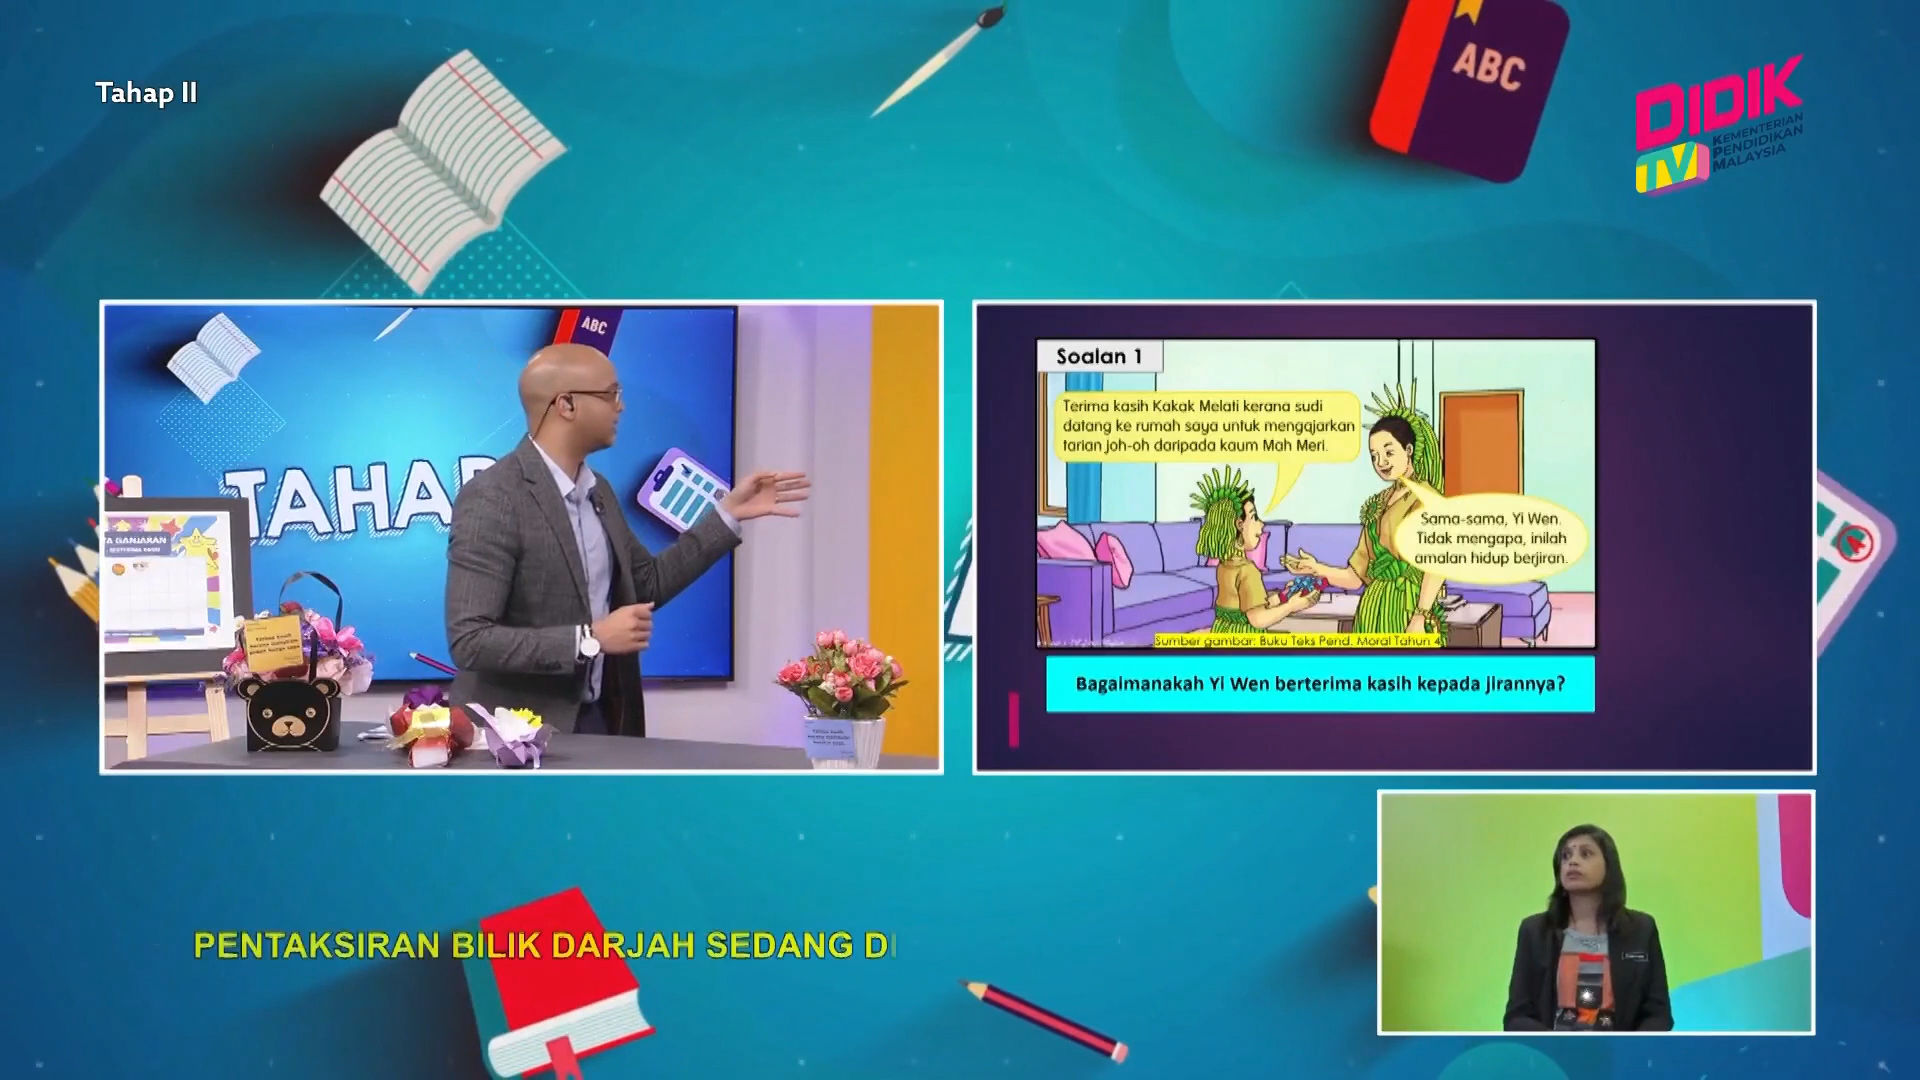 Tahap II
ABC
DIDIK
TV
KEMENTERIAN
PENDIDIKAN
MALAYSIA
ABC
TAHAP
GANJARAN
Soalan 1
Terima kasih Kakak Melati kerana sudi
datang ke rumah saya untuk mengajarkan
tarian joh-oh daripada kaum Mah Meri.
Sama-sama, Yi Wen.
Tidak mengapa, inilah
amalan hidup berjiran.
Sumber gambar: Buku Teks Pend. Moral Tahun 4
Bagaimanakah Yi Wen berterima kasih kepada jirannya?
PENTAKSIRAN BILIK DARJAH SEDANG DI